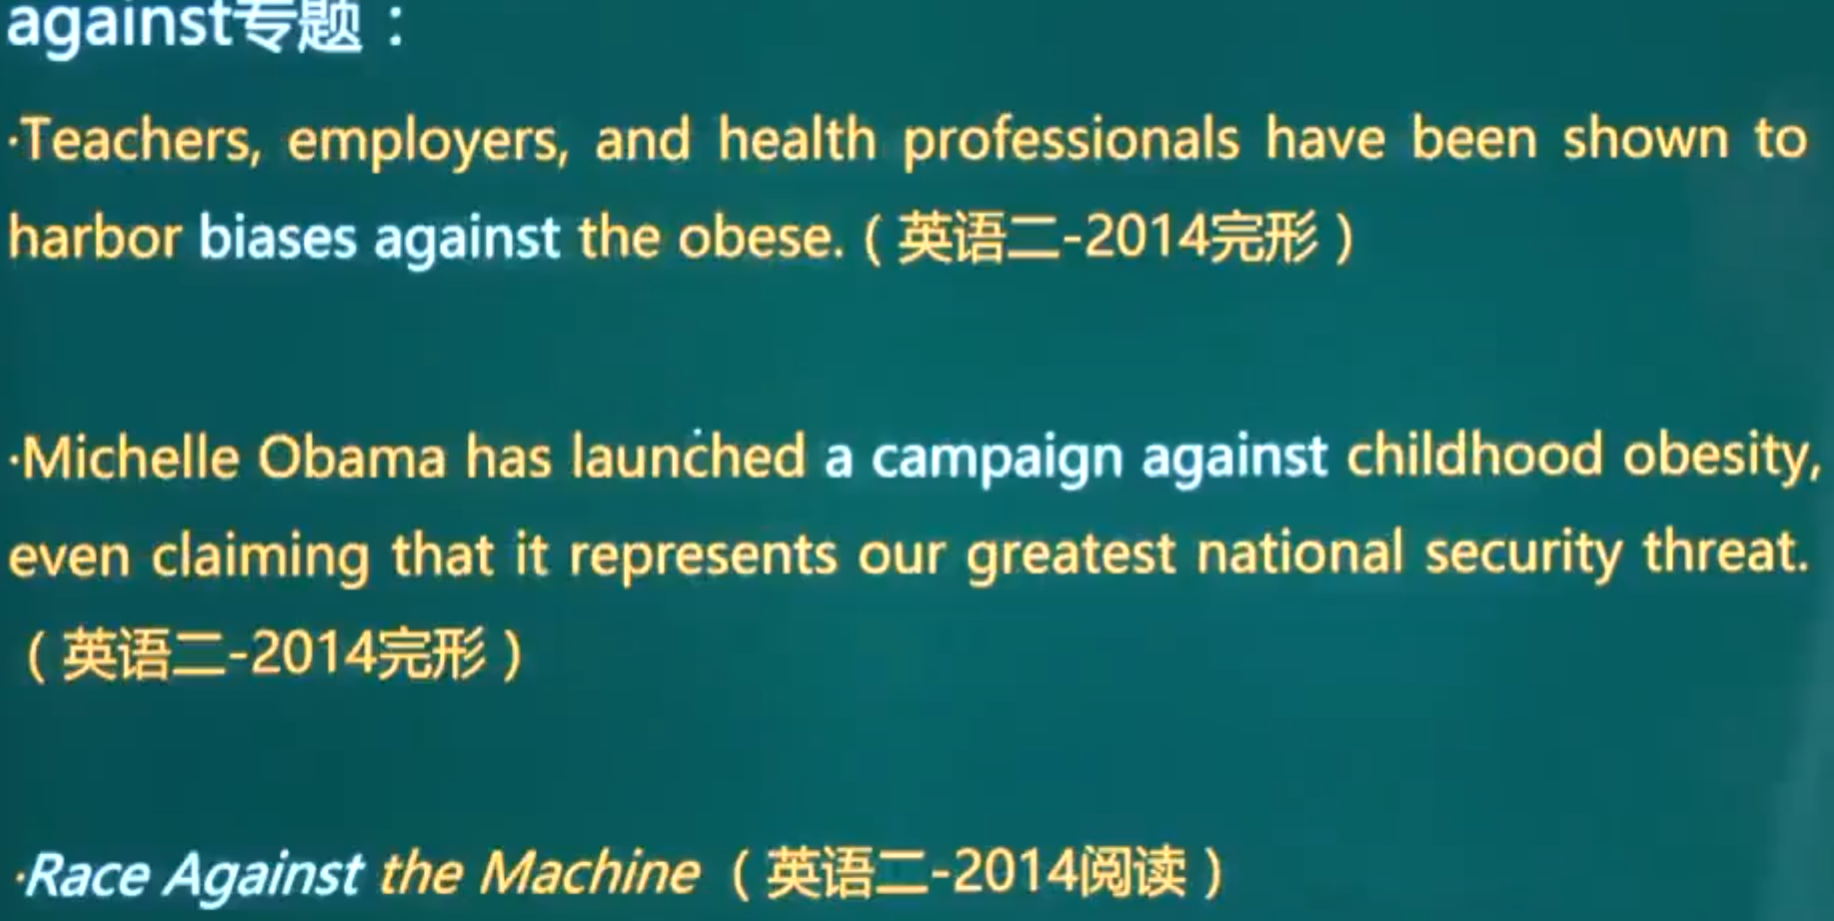 against专题：
·Teachers, employers, and health professionals have been shown to
harbor biases against the obese.（英语二-2014完形）
·Michelle Obama has launched a campaign against childhood obesity,
even claiming that it represents our greatest national security threat.
（英语二-2014完形）
·Race Against the Machine（英语二-2014阅读）